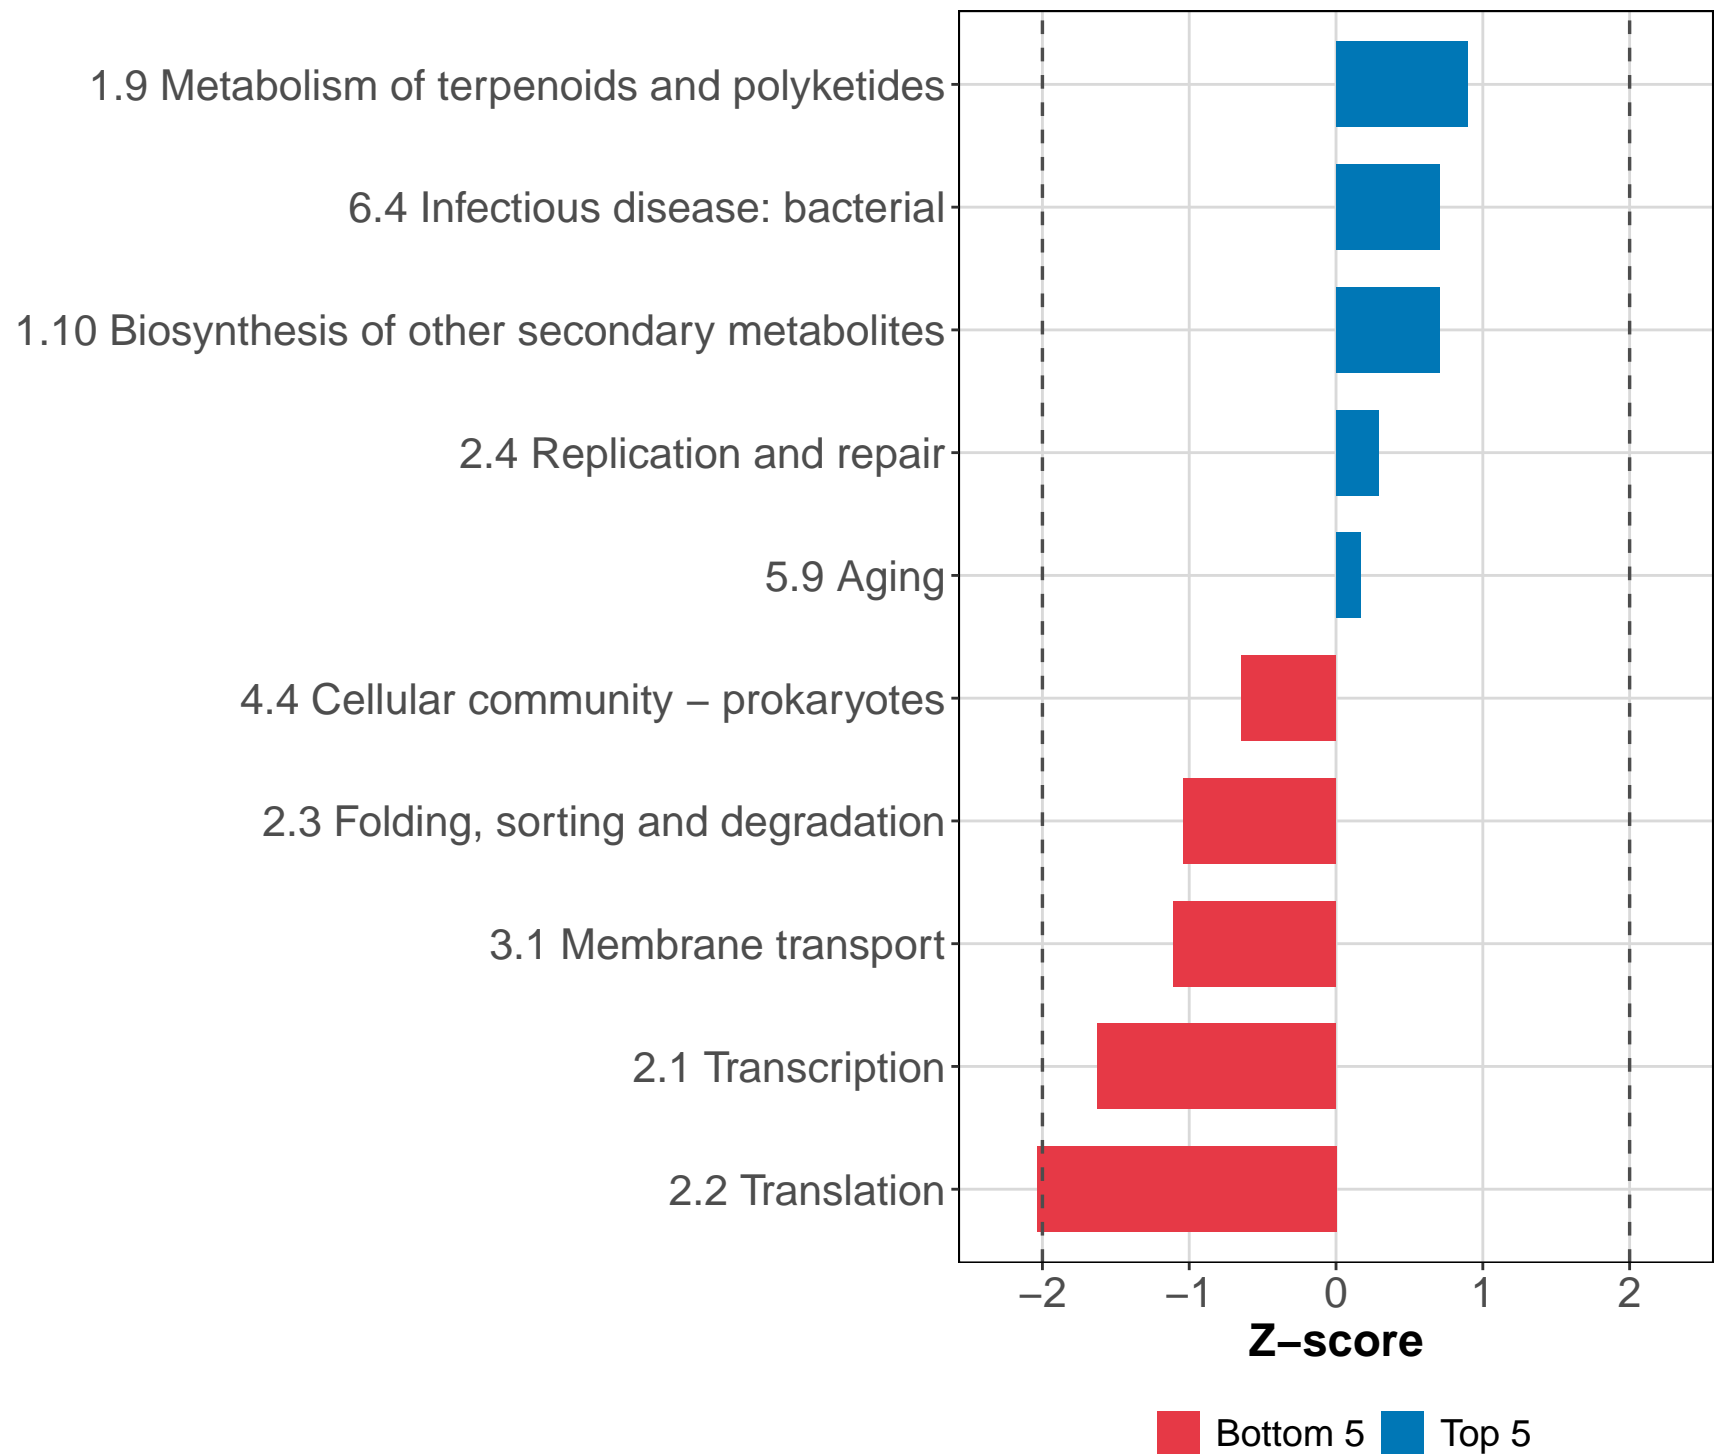 1.9 Metabolism of terpenoids and polyketides
6.4 Infectious disease: bacterial
1.10 Biosynthesis of other secondary metabolites
2.4 Replication and repair
5.9 Aging
4.4 Cellular community − prokaryotes
2.3 Folding, sorting and degradation
3.1 Membrane transport
2.1 Transcription
2.2 Translation
−2 −1 0 1 2
Z−score
Bottom 5 Top 5